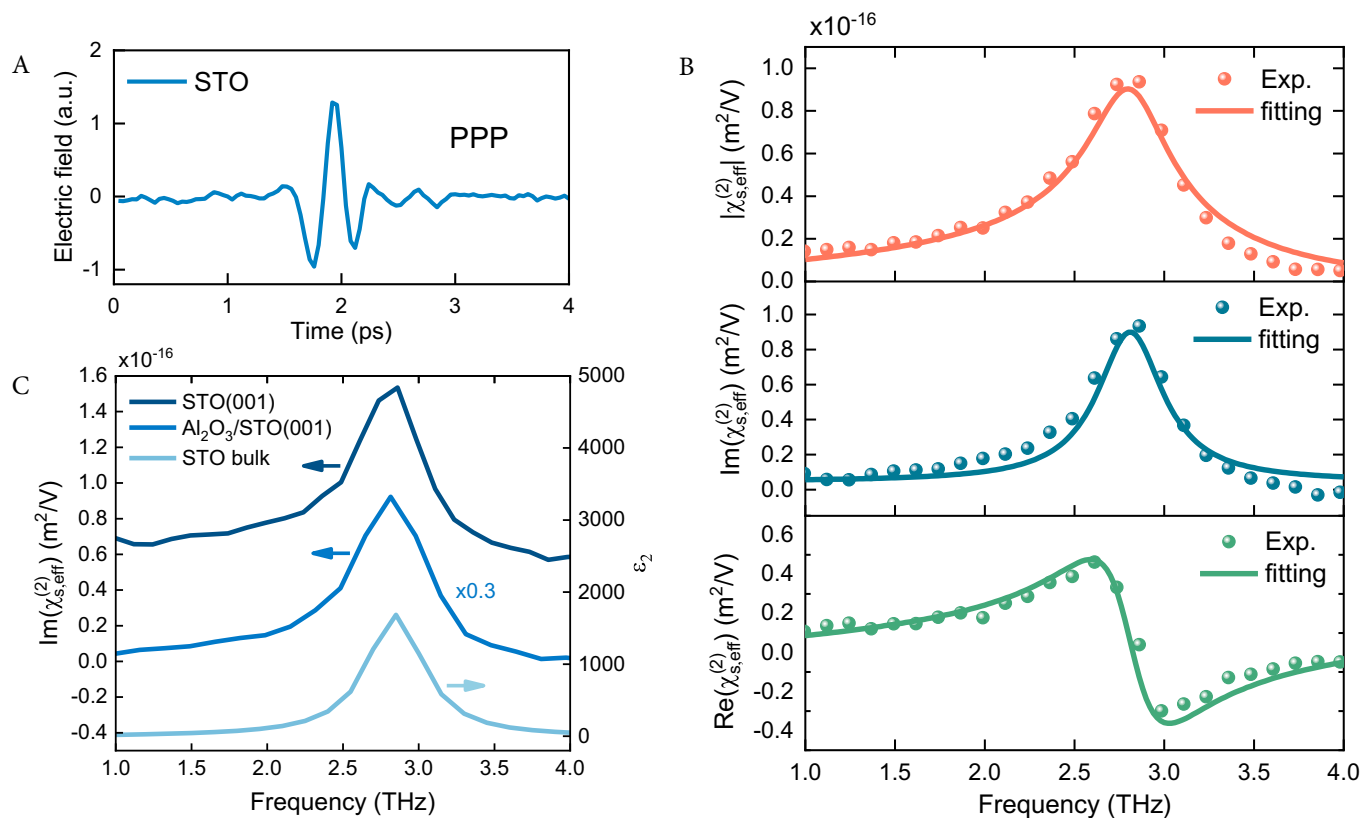 A
2
1
0
-1
Electric field (a.u.)
STO
PPP
0 1 2 3 4
Time (ps)
B
x10⁻¹⁶
1.0
0.8
0.6
0.4
0.2
0.0
|χ⁽²⁾s,eff| (m²/V)
Exp.
fitting
1.0
0.8
0.6
0.4
0.2
0.0
Im(χ⁽²⁾s,eff) (m²/V)
Exp.
fitting
0.6
0.4
0.2
0.0
-0.2
-0.4
Re(χ⁽²⁾s,eff) (m²/V)
Exp.
fitting
1.0 1.5 2.0 2.5 3.0 3.5 4.0
Frequency (THz)
C
x10⁻¹⁶
1.6
1.4
1.2
1.0
0.8
0.6
0.4
0.2
0.0
-0.2
-0.4
Im(χ⁽²⁾s,eff) (m²/V)
STO(001)
Al₂O₃/STO(001)
STO bulk
x0.3
5000
4000
3000
2000
1000
0
ε₂
1.0 1.5 2.0 2.5 3.0 3.5 4.0
Frequency (THz)